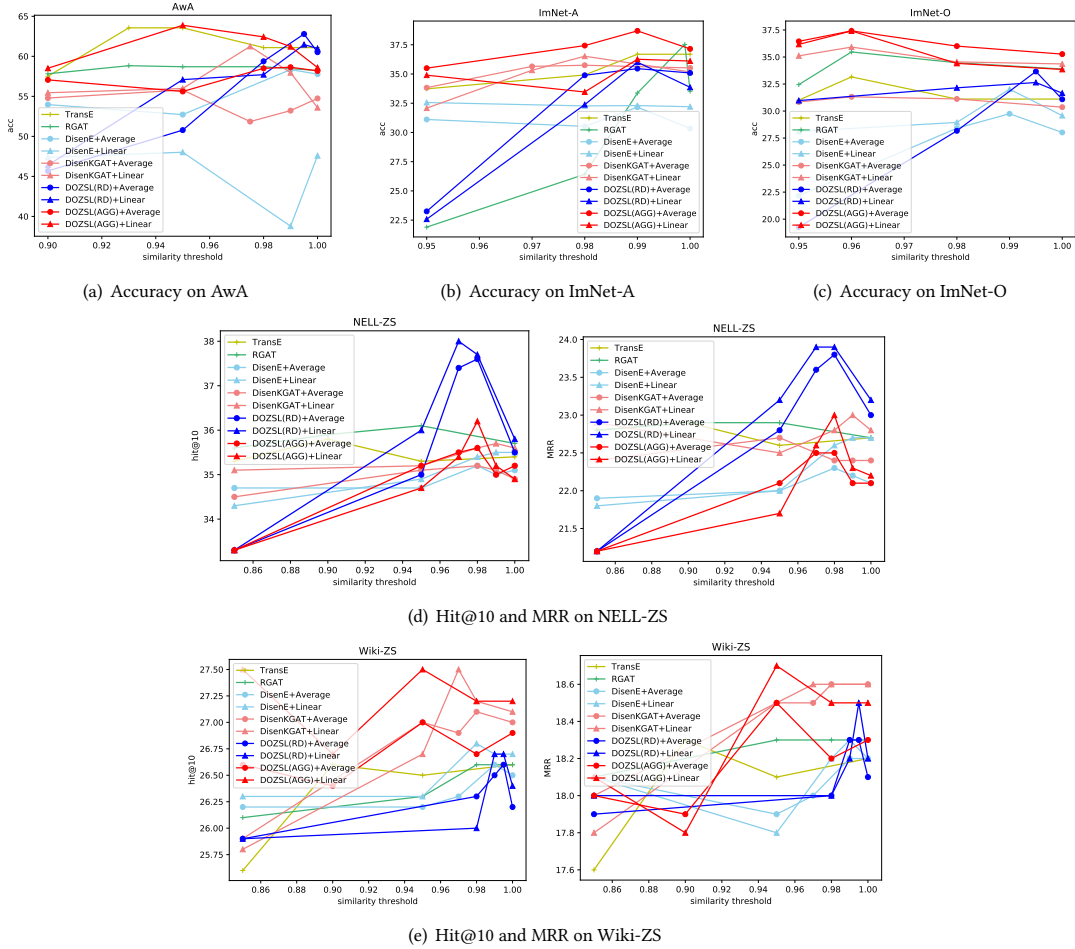 AwA
65
60
55
50
45
40
acc
TransE
RGAT
DisenE+Average
DisenE+Linear
DisenKGAT+Average
DisenKGAT+Linear
DOZSL(RD)+Average
DOZSL(RD)+Linear
DOZSL(AGG)+Average
DOZSL(AGG)+Linear
0.90 0.92 0.94 0.96 0.98 1.00
similarity threshold
(a) Accuracy on AwA
ImNet-A
37.5
35.0
32.5
30.0
27.5
25.0
22.5
acc
TransE
RGAT
DisenE+Average
DisenE+Linear
DisenKGAT+Average
DisenKGAT+Linear
DOZSL(RD)+Average
DOZSL(RD)+Linear
DOZSL(AGG)+Average
DOZSL(AGG)+Linear
0.95 0.96 0.97 0.98 0.99 1.00
similarity threshold
(b) Accuracy on ImNet-A
ImNet-O
37.5
35.0
32.5
30.0
27.5
25.0
22.5
20.0
acc
TransE
RGAT
DisenE+Average
DisenE+Linear
DisenKGAT+Average
DisenKGAT+Linear
DOZSL(RD)+Average
DOZSL(RD)+Linear
DOZSL(AGG)+Average
DOZSL(AGG)+Linear
0.95 0.96 0.97 0.98 0.99 1.00
similarity threshold
(c) Accuracy on ImNet-O
NELL-ZS
38
37
36
35
34
hit@10
TransE
RGAT
DisenE+Average
DisenE+Linear
DisenKGAT+Average
DisenKGAT+Linear
DOZSL(RD)+Average
DOZSL(RD)+Linear
DOZSL(AGG)+Average
DOZSL(AGG)+Linear
0.86 0.88 0.90 0.92 0.94 0.96 0.98 1.00
similarity threshold
NELL-ZS
24.0
23.5
23.0
22.5
22.0
21.5
MRR
TransE
RGAT
DisenE+Average
DisenE+Linear
DisenKGAT+Average
DisenKGAT+Linear
DOZSL(RD)+Average
DOZSL(RD)+Linear
DOZSL(AGG)+Average
DOZSL(AGG)+Linear
0.86 0.88 0.90 0.92 0.94 0.96 0.98 1.00
similarity threshold
(d) Hit@10 and MRR on NELL-ZS
Wiki-ZS
27.50
27.25
27.00
26.75
26.50
26.25
26.00
25.75
hit@10
TransE
RGAT
DisenE+Average
DisenE+Linear
DisenKGAT+Average
DisenKGAT+Linear
DOZSL(RD)+Average
DOZSL(RD)+Linear
DOZSL(AGG)+Average
DOZSL(AGG)+Linear
0.86 0.88 0.90 0.92 0.94 0.96 0.98 1.00
similarity threshold
Wiki-ZS
18.6
18.4
18.2
18.0
17.8
17.6
MRR
TransE
RGAT
DisenE+Average
DisenE+Linear
DisenKGAT+Average
DisenKGAT+Linear
DOZSL(RD)+Average
DOZSL(RD)+Linear
DOZSL(AGG)+Average
DOZSL(AGG)+Linear
0.86 0.88 0.90 0.92 0.94 0.96 0.98 1.00
similarity threshold
(e) Hit@10 and MRR on Wiki-ZS